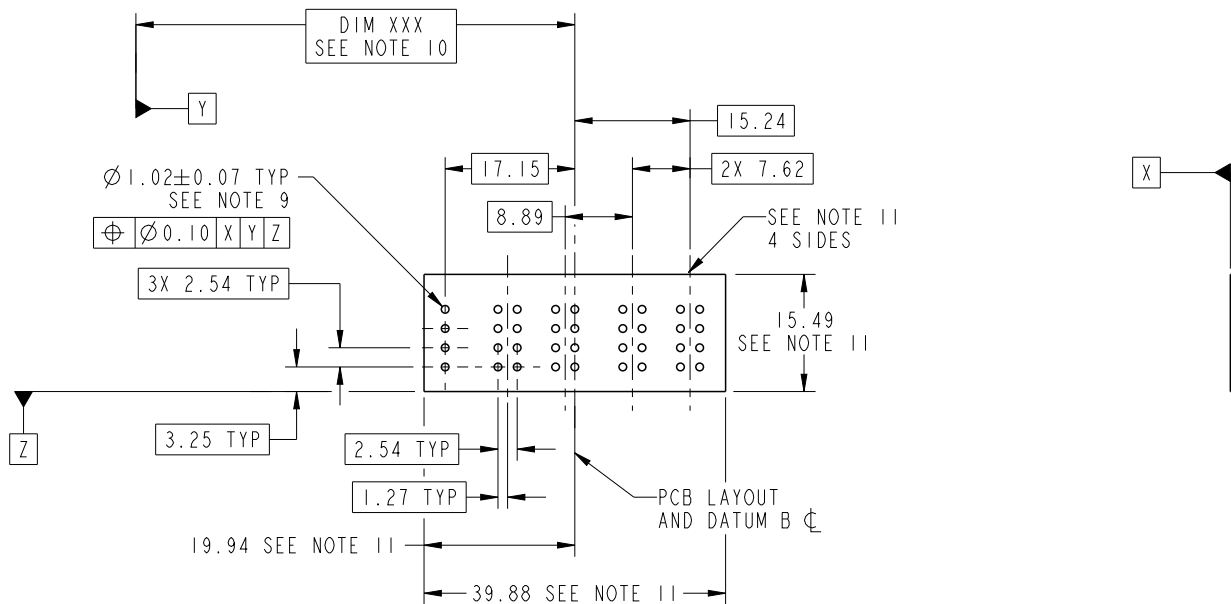 DIM XXX
SEE NOTE 10
Y
15.24
X
17.15
2X 7.62
Ø1.02±0.07 TYP
SEE NOTE 9
8.89
SEE NOTE 11
4 SIDES
⌖ Ø0.10 X Y Z
3X 2.54 TYP
15.49
SEE NOTE 11
Z
3.25 TYP
2.54 TYP
1.27 TYP
PCB LAYOUT
AND DATUM B ℄
19.94 SEE NOTE 11
39.88 SEE NOTE 11